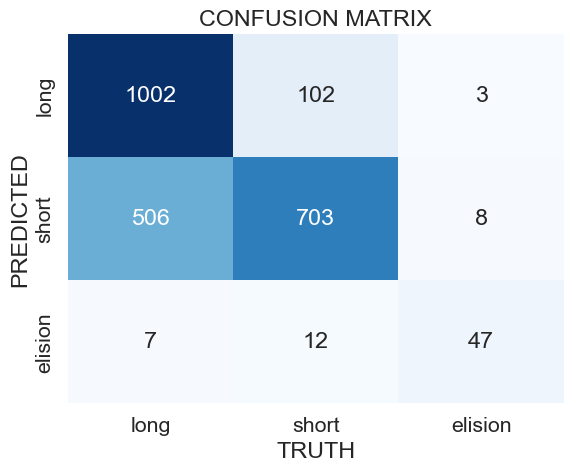 CONFUSION MATRIX
PREDICTED
long
1002 102 3
short
506 703 8
elision
7 12 47
long short elision
TRUTH